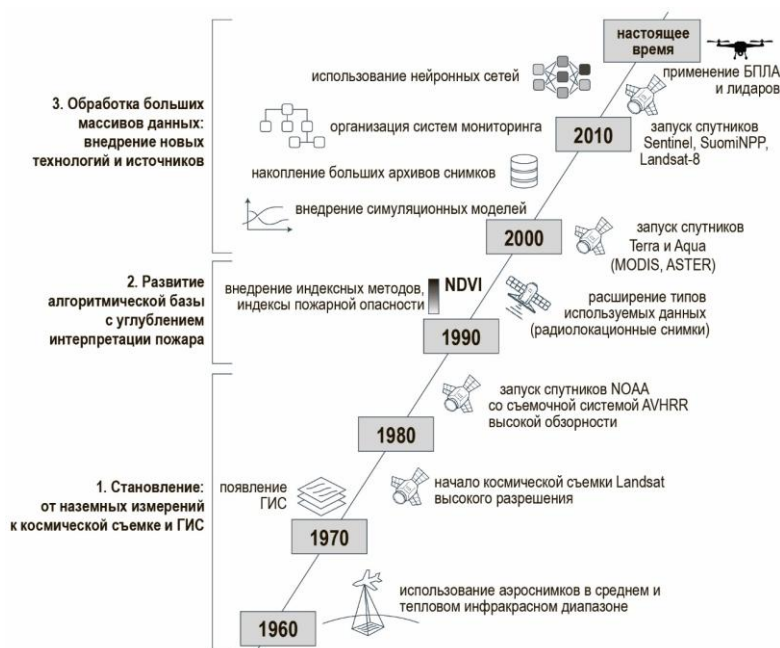 настоящее
время
применение БПЛА
и лидаров
использование нейронных сетей
3. Обработка больших
массивов данных:
внедрение новых
технологий и источников
организация систем мониторинга
2010
запуск спутников
Sentinel, SuomiNPP,
Landsat-8
накопление больших архивов снимков
внедрение симуляционных моделей
2000
запуск спутников
Terra и Aqua
(MODIS, ASTER)
2. Развитие
алгоритмической базы
с углублением
интерпретации пожара
внедрение индексных методов,
индексы пожарной опасности
NDVI
расширение типов
используемых данных
(радиолокационные снимки)
1990
запуск спутников NOAA
со съемочной системой AVHRR
высокой обзорности
1980
1. Становление:
от наземных измерений
к космической съемке и ГИС
появление
ГИС
начало космической съемки Landsat
высокого разрешения
1970
использование аэроснимков в среднем и
тепловом инфракрасном диапазоне
1960